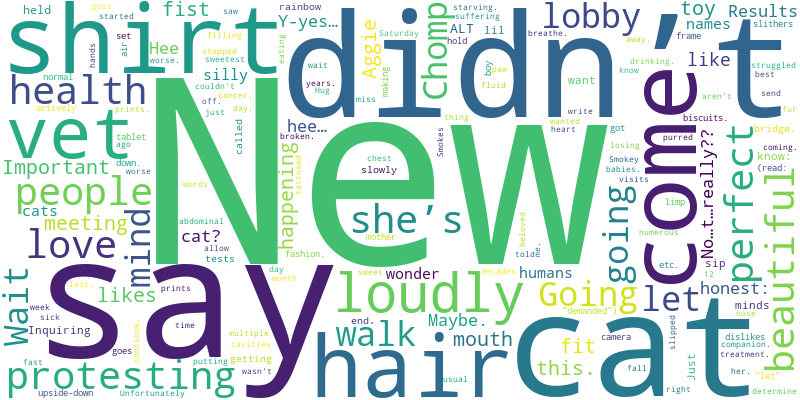 held
post
started
shirt
fist
saw
rainbow
Y-yes…
didn't
starving.
suffering
ALT
hold
chomp
breathe.
lobby
away.
toy
names
frame
Results
slithers
hands
set
air
worse.
Hee
filling
stopped
sweetest
silly
couldn't
Aggie
wait
years.
Hug
making
Saturday
eating
lil
boy
paw
fluid
thing
want
know
drinking.
like
struggled
best
send
health
normal
actively
prints.
off.
cancer.
just
day.
miss
New
wanted
heart
write
aren't
fur
biscuits.
vet
tablet
ago
called
hee…
broken.
Smokes
got
losing
come
purred
bridge.
coming.
Important
down.
worse
words
chest
slowly
tattooed
Smokey
babies.
visits
No…t…really??
know:
(read:
people
cats
abdominal
cat?
happening
mother
she's
beloved
going
limp
numerous
perfect
beautiful
meeting
mind
allow
tests
fashion.
told
me.
etc.
sip
12
love
Wait
last.
day
month
sweet
decades
wonder
humans
honest:
minds
nose
likes
prints
say
loudly
"demanded")
Going
let
week
sick
Inquiring
time
multiple
cavities
end.
Maybe.
camera
slipped
dislikes
companion.
treatment.
goes
continue.
wasn't
getting
walk
mouth
fit
this.
fall
Just
her.
protesting
fast
putting
hair
usual
cat
right
"let"
upside-down
Unfortunately
determine